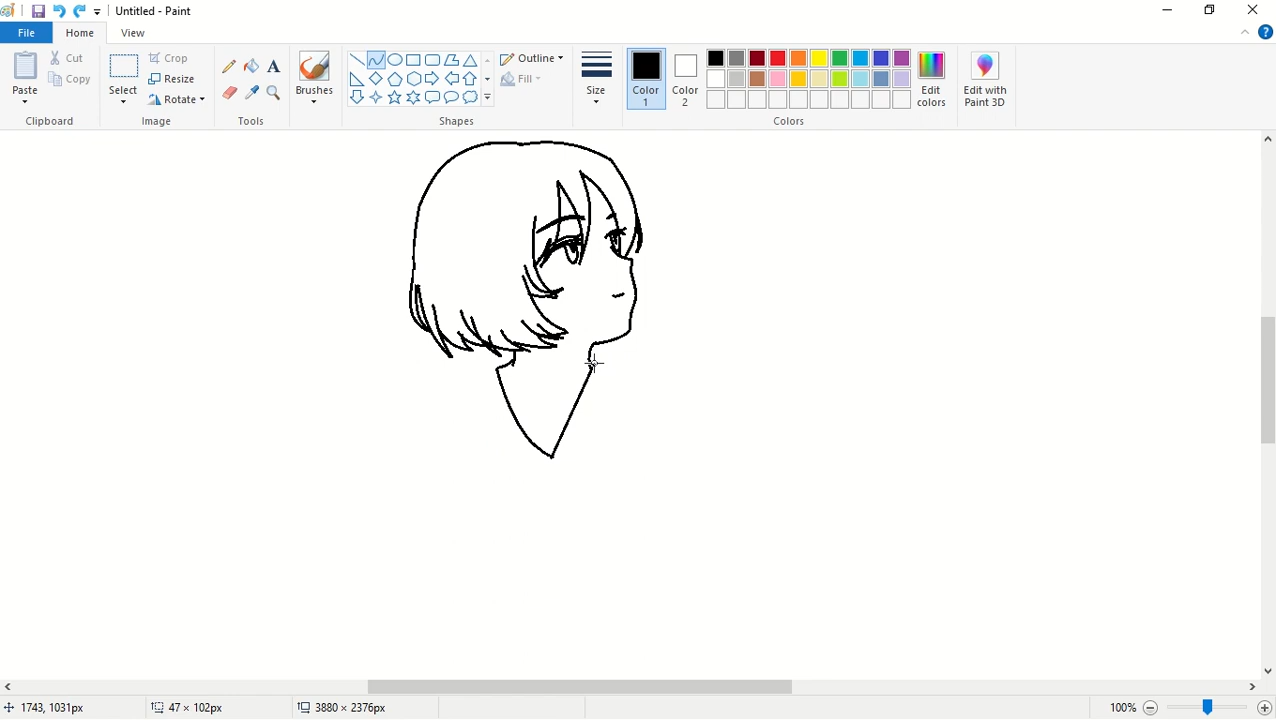 Untitled - Paint
File Home View
Paste
Cut
Copy
Clipboard
Select
Crop
Resize
Rotate
Image
A
Tools
Brushes
Outline
Fill
Shapes
Size
Color
1
Color
2
Edit
colors
Colors
Edit with
Paint 3D
1743, 1031px
47 × 102px
3880 × 2376px
100%